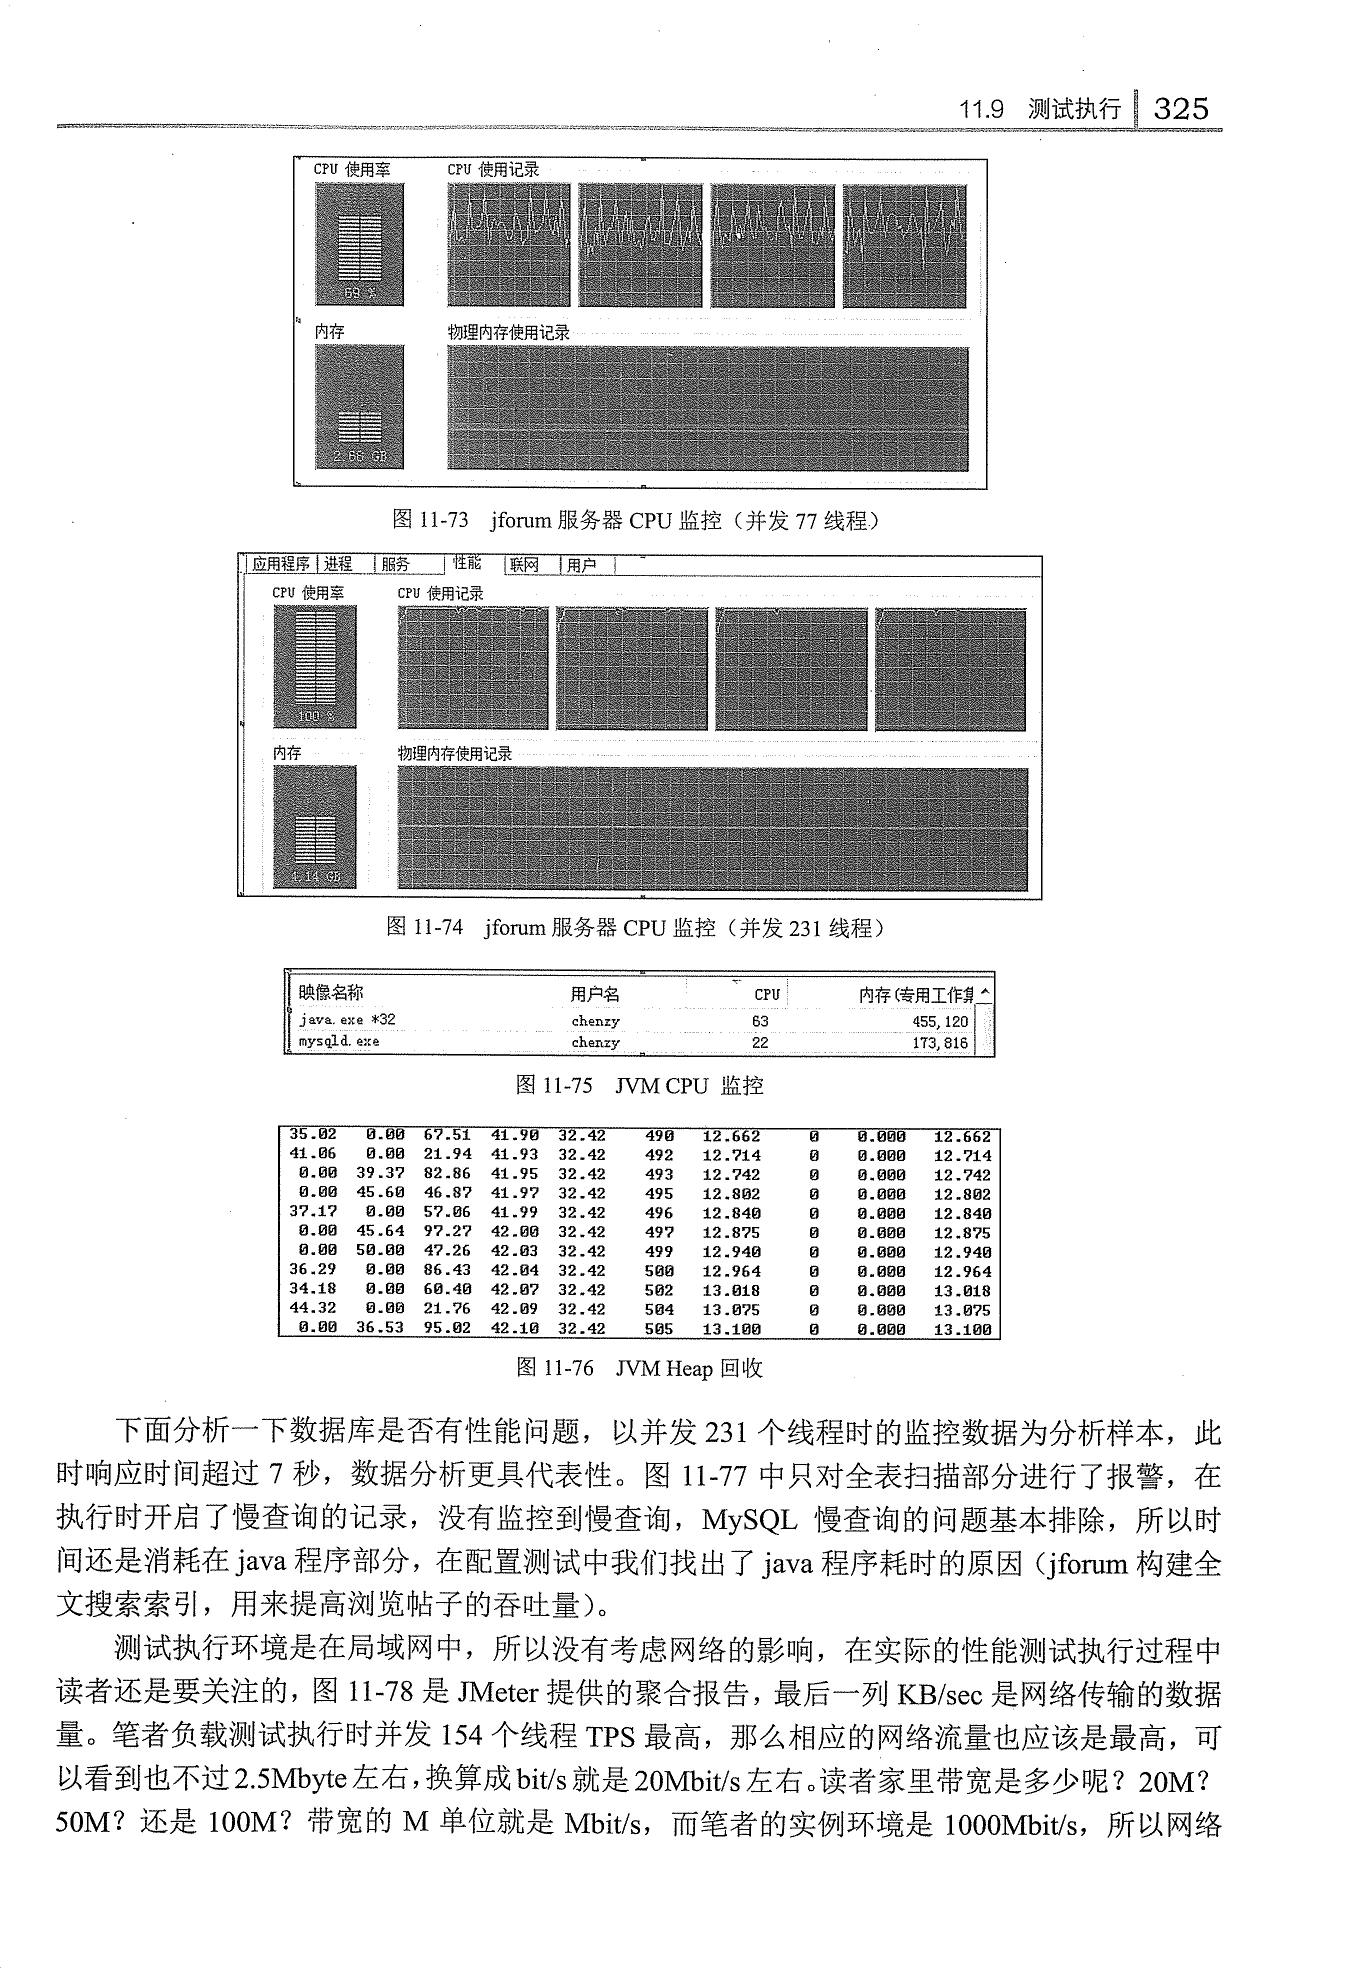 11.9 测试执行 325
CPU 使用率 CPU 使用记录
69 %
内存 物理内存使用记录
2.68 GB
图 11-73 jforum 服务器 CPU 监控（并发 77 线程）
应用程序 进程 服务 性能 联网 用户
CPU 使用率 CPU 使用记录
100 %
内存 物理内存使用记录
4.14 GB
图 11-74 jforum 服务器 CPU 监控（并发 231 线程）
映像名称 用户名 CPU 内存(专用工作
java.exe *32 chenzy 63 455,120
mysqld.exe chenzy 22 173,816
图 11-75 JVM CPU 监控
35.02 0.00 67.51 41.90 32.42 490 12.662 0 0.000 12.662
41.06 0.00 21.94 41.93 32.42 492 12.714 0 0.000 12.714
0.00 39.37 82.86 41.95 32.42 493 12.742 0 0.000 12.742
0.00 45.60 46.87 41.97 32.42 495 12.802 0 0.000 12.802
37.17 0.00 57.06 41.99 32.42 496 12.840 0 0.000 12.840
0.00 45.64 97.27 42.00 32.42 497 12.875 0 0.000 12.875
0.00 50.00 47.26 42.03 32.42 499 12.940 0 0.000 12.940
36.29 0.00 86.43 42.04 32.42 500 12.964 0 0.000 12.964
34.18 0.00 60.40 42.07 32.42 502 13.018 0 0.000 13.018
44.32 0.00 21.76 42.09 32.42 504 13.075 0 0.000 13.075
0.00 36.53 95.02 42.10 32.42 505 13.100 0 0.000 13.100
图 11-76 JVM Heap 回收
下面分析一下数据库是否有性能问题，以并发 231 个线程时的监控数据为分析样本，此
时响应时间超过 7 秒，数据分析更具代表性。图 11-77 中只对全表扫描部分进行了报警，在
执行时开启了慢查询的记录，没有监控到慢查询，MySQL 慢查询的问题基本排除，所以时
间还是消耗在 java 程序部分，在配置测试中我们找出了 java 程序耗时的原因（jforum 构建全
文搜索索引，用来提高浏览帖子的吞吐量）。
测试执行环境是在局域网中，所以没有考虑网络的影响，在实际的性能测试执行过程中
读者还是要关注的，图 11-78 是 JMeter 提供的聚合报告，最后一列 KB/sec 是网络传输的数据
量。笔者负载测试执行时并发 154 个线程 TPS 最高，那么相应的网络流量也应该是最高，可
以看到也不过 2.5Mbyte 左右，换算成 bit/s 就是 20Mbit/s 左右。读者家里带宽是多少呢？20M？
50M？还是 100M？带宽的 M 单位就是 Mbit/s，而笔者的实例环境是 1000Mbit/s，所以网络